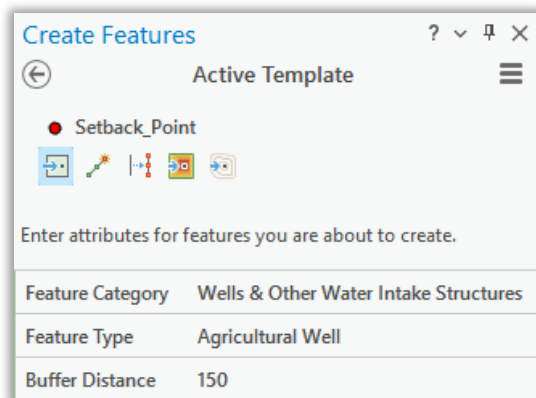 Create Features
Active Template
Setback_Point
Enter attributes for features you are about to create.
Feature Category Wells & Other Water Intake Structures
Feature Type Agricultural Well
Buffer Distance 150